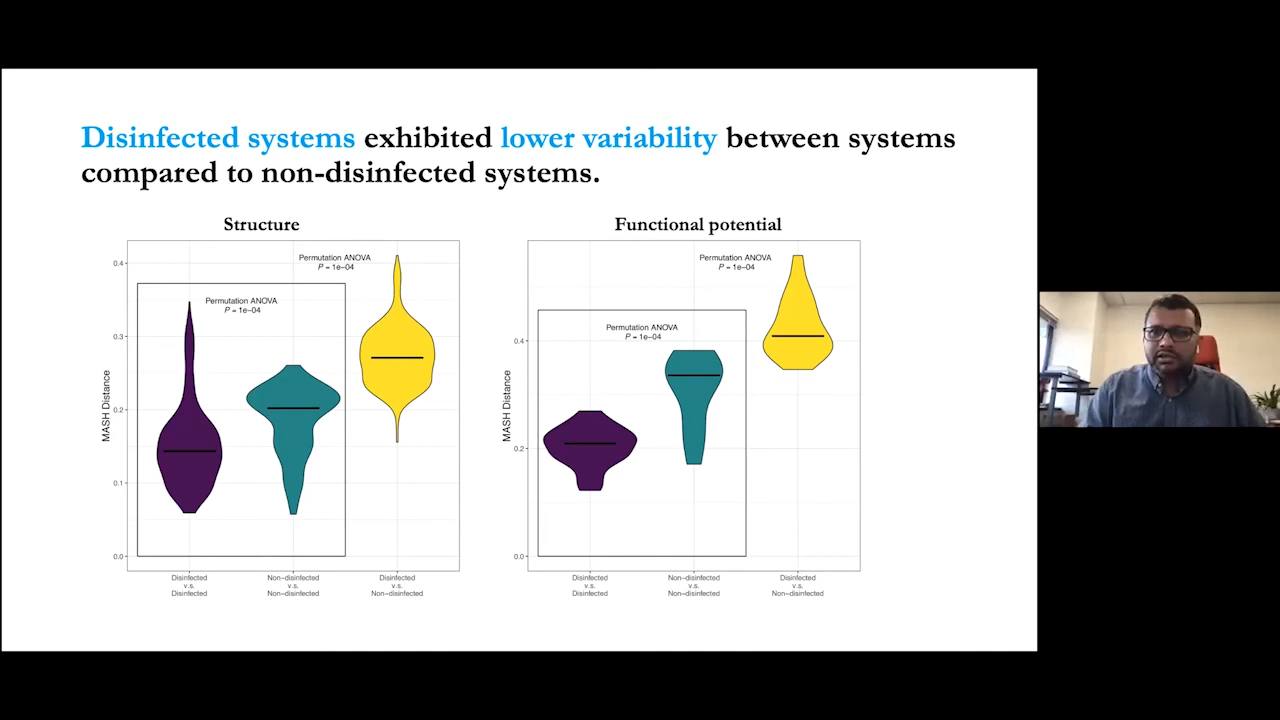 Disinfected systems exhibited lower variability between systems
compared to non-disinfected systems.
Structure
Permutation ANOVA
P = 1e−04
Permutation ANOVA
P = 1e−04
MASH Distance
0.4
0.3
0.2
0.1
0.0
Disinfected
v.s.
Disinfected
Non−disinfected
v.s.
Non−disinfected
Disinfected
v.s.
Non−disinfected
Functional potential
Permutation ANOVA
P = 1e−04
Permutation ANOVA
P = 1e−04
MASH Distance
0.4
0.2
0.0
Disinfected
v.s.
Disinfected
Non−disinfected
v.s.
Non−disinfected
Disinfected
v.s.
Non−disinfected